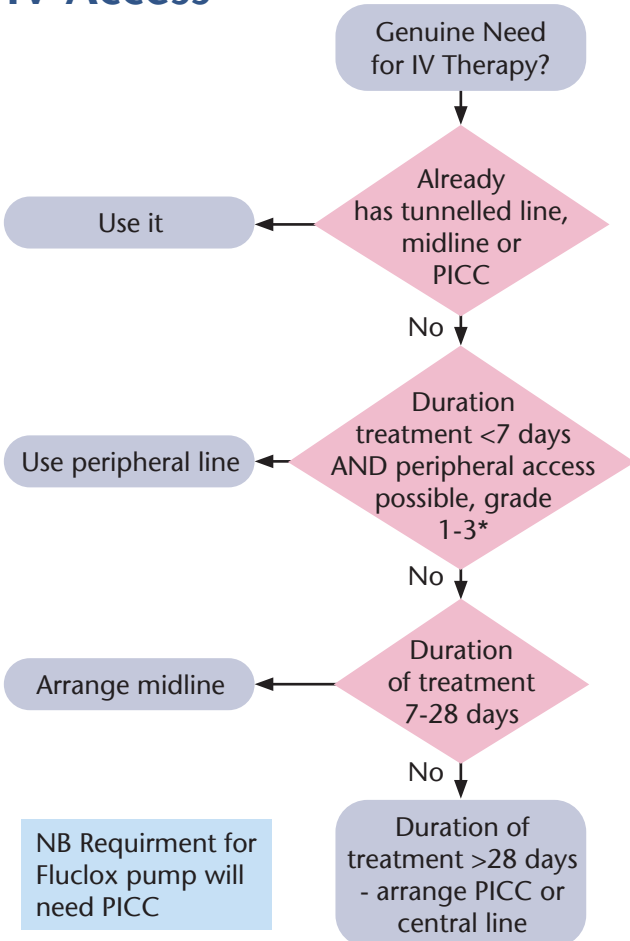 IV Access
Genuine Need
for IV Therapy?
Already
has tunnelled line,
midline or
PICC
Use it
No
Duration
treatment <7 days
AND peripheral access
possible, grade
1-3*
Use peripheral line
No
Duration
of treatment
7-28 days
Arrange midline
No
Duration of
treatment >28 days
- arrange PICC or
central line
NB Requirment for
Fluclox pump will
need PICC